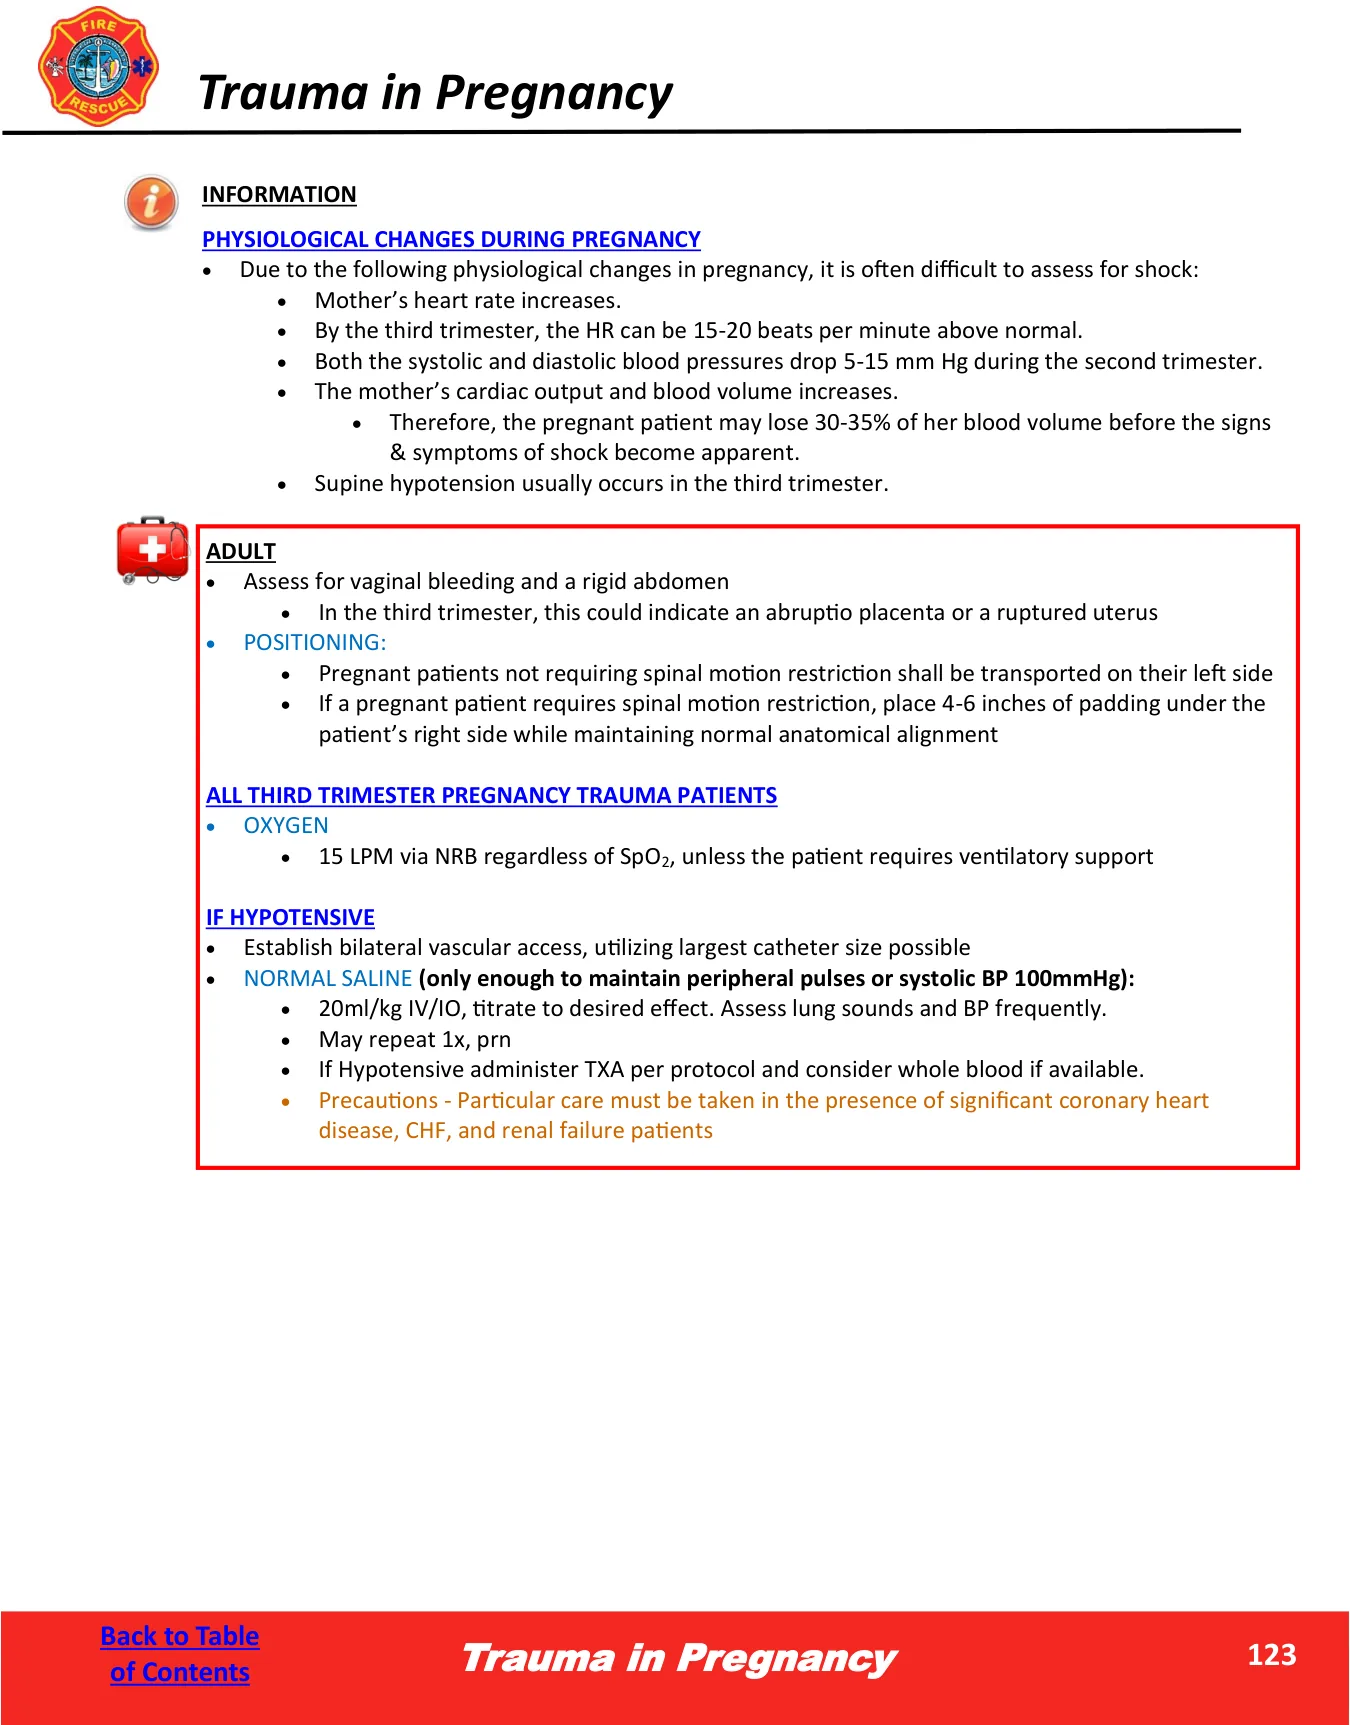 FIRE
RESCUE
Trauma in Pregnancy
INFORMATION
PHYSIOLOGICAL CHANGES DURING PREGNANCY
• Due to the following physiological changes in pregnancy, it is often difficult to assess for shock:
• Mother’s heart rate increases.
• By the third trimester, the HR can be 15-20 beats per minute above normal.
• Both the systolic and diastolic blood pressures drop 5-15 mm Hg during the second trimester.
• The mother’s cardiac output and blood volume increases.
• Therefore, the pregnant patient may lose 30-35% of her blood volume before the signs
& symptoms of shock become apparent.
• Supine hypotension usually occurs in the third trimester.
ADULT
• Assess for vaginal bleeding and a rigid abdomen
• In the third trimester, this could indicate an abruptio placenta or a ruptured uterus
• POSITIONING:
• Pregnant patients not requiring spinal motion restriction shall be transported on their left side
• If a pregnant patient requires spinal motion restriction, place 4-6 inches of padding under the
patient’s right side while maintaining normal anatomical alignment
ALL THIRD TRIMESTER PREGNANCY TRAUMA PATIENTS
• OXYGEN
• 15 LPM via NRB regardless of SpO₂, unless the patient requires ventilatory support
IF HYPOTENSIVE
• Establish bilateral vascular access, utilizing largest catheter size possible
• NORMAL SALINE (only enough to maintain peripheral pulses or systolic BP 100mmHg):
• 20ml/kg IV/IO, titrate to desired effect. Assess lung sounds and BP frequently.
• May repeat 1x, prn
• If Hypotensive administer TXA per protocol and consider whole blood if available.
• Precautions - Particular care must be taken in the presence of significant coronary heart
disease, CHF, and renal failure patients
Back to Table
of Contents
Trauma in Pregnancy
123